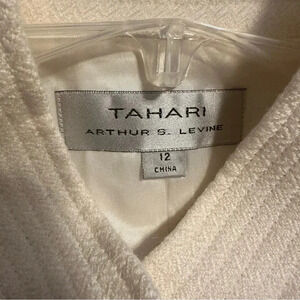 TAHARI
ARTHUR S. LEVINE
12
CHINA